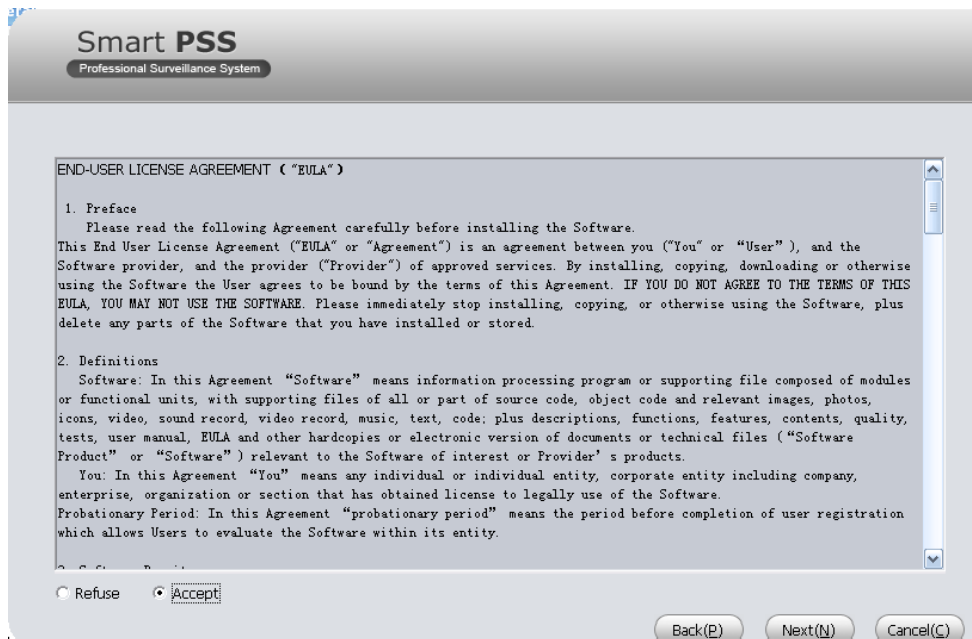 Smart PSS
Professional Surveillance System
END-USER LICENSE AGREEMENT ("EULA")
1. Preface
Please read the following Agreement carefully before installing the Software.
This End User License Agreement ("EULA" or "Agreement") is an agreement between you ("You" or “User”), and the
Software provider, and the provider ("Provider") of approved services. By installing, copying, downloading or otherwise
using the Software the User agrees to be bound by the terms of this Agreement. IF YOU DO NOT AGREE TO THE TERMS OF THIS
EULA, YOU MAY NOT USE THE SOFTWARE. Please immediately stop installing, copying, or otherwise using the Software, plus
delete any parts of the Software that you have installed or stored.
2. Definitions
Software: In this Agreement “Software” means information processing program or supporting file composed of modules
or functional units, with supporting files of all or part of source code, object code and relevant images, photos,
icons, video, sound record, video record, music, text, code; plus descriptions, functions, features, contents, quality,
tests, user manual, EULA and other hardcopies or electronic version of documents or technical files (“Software
Product” or “Software”) relevant to the Software of interest or Provider’s products.
You: In this Agreement “You” means any individual or individual entity, corporate entity including company,
enterprise, organization or section that has obtained license to legally use of the Software.
Probationary Period: In this Agreement “probationary period” means the period before completion of user registration
which allows Users to evaluate the Software within its entity.
Refuse Accept
Back(P) Next(N) Cancel(C)